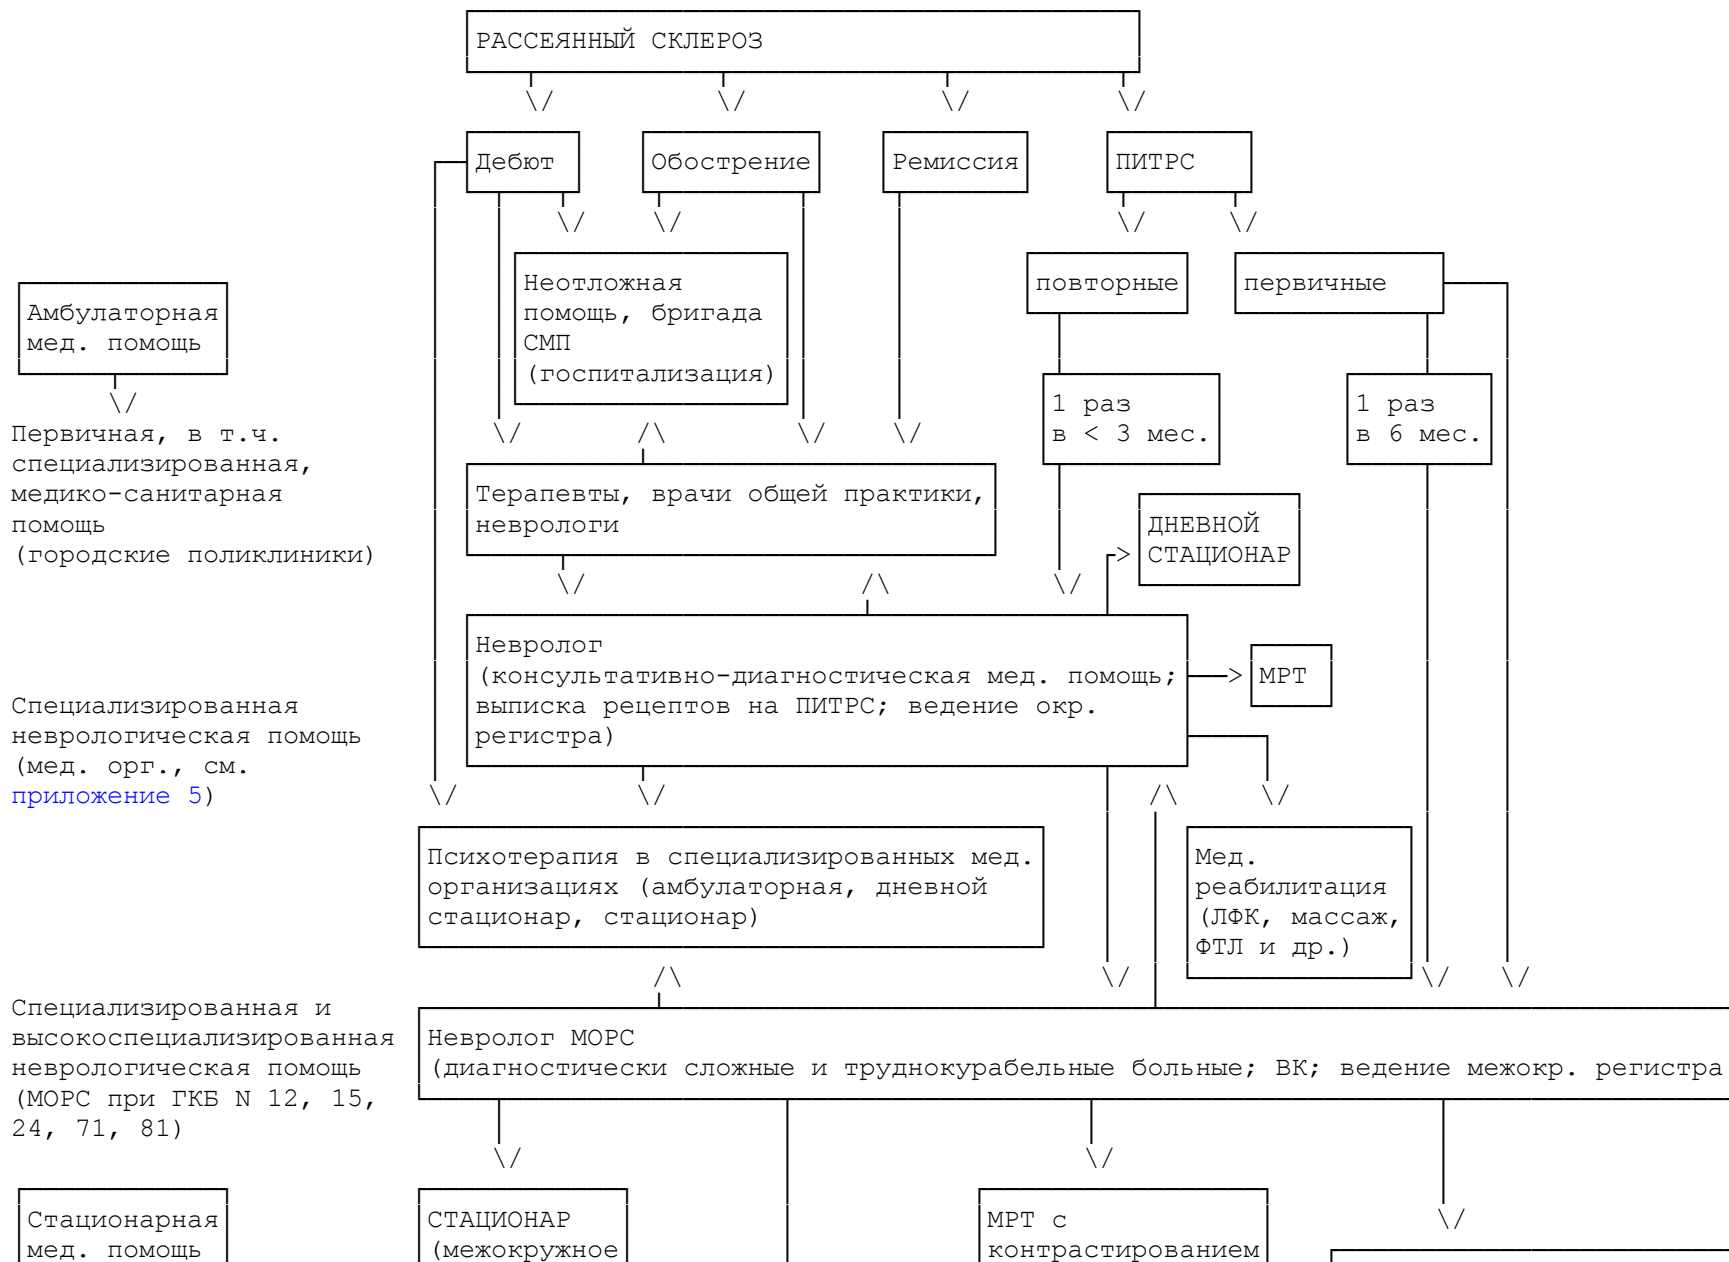 РАССЕЯННЫЙ СКЛЕРОЗ
Дебют
Обострение
Ремиссия
ПИТРС
Неотложная
помощь, бригада
СМП
(госпитализация)
повторные
первичные
Амбулаторная
мед. помощь
1 раз
в < 3 мес.
1 раз
в 6 мес.
Первичная, в т.ч.
специализированная,
медико-санитарная
помощь
(городские поликлиники)
Терапевты, врачи общей практики,
неврологи
ДНЕВНОЙ
СТАЦИОНАР
Невролог
(консультативно-диагностическая мед. помощь;
выписка рецептов на ПИТРС; ведение окр.
регистра)
МРТ
Специализированная
неврологическая помощь
(мед. орг., см.
приложение 5)
Психотерапия в специализированных мед.
организациях (амбулаторная, дневной
стационар, стационар)
Мед.
реабилитация
(ЛФК, массаж,
ФТЛ и др.)
Специализированная и
высокоспециализированная
неврологическая помощь
(МОРС при ГКБ N 12, 15,
24, 71, 81)
Невролог МОРС
(диагностически сложные и труднокурабельные больные; ВК; ведение межокр. регистра
Стационарная
мед. помощь
СТАЦИОНАР
(межокружное
МРТ с
контрастированием